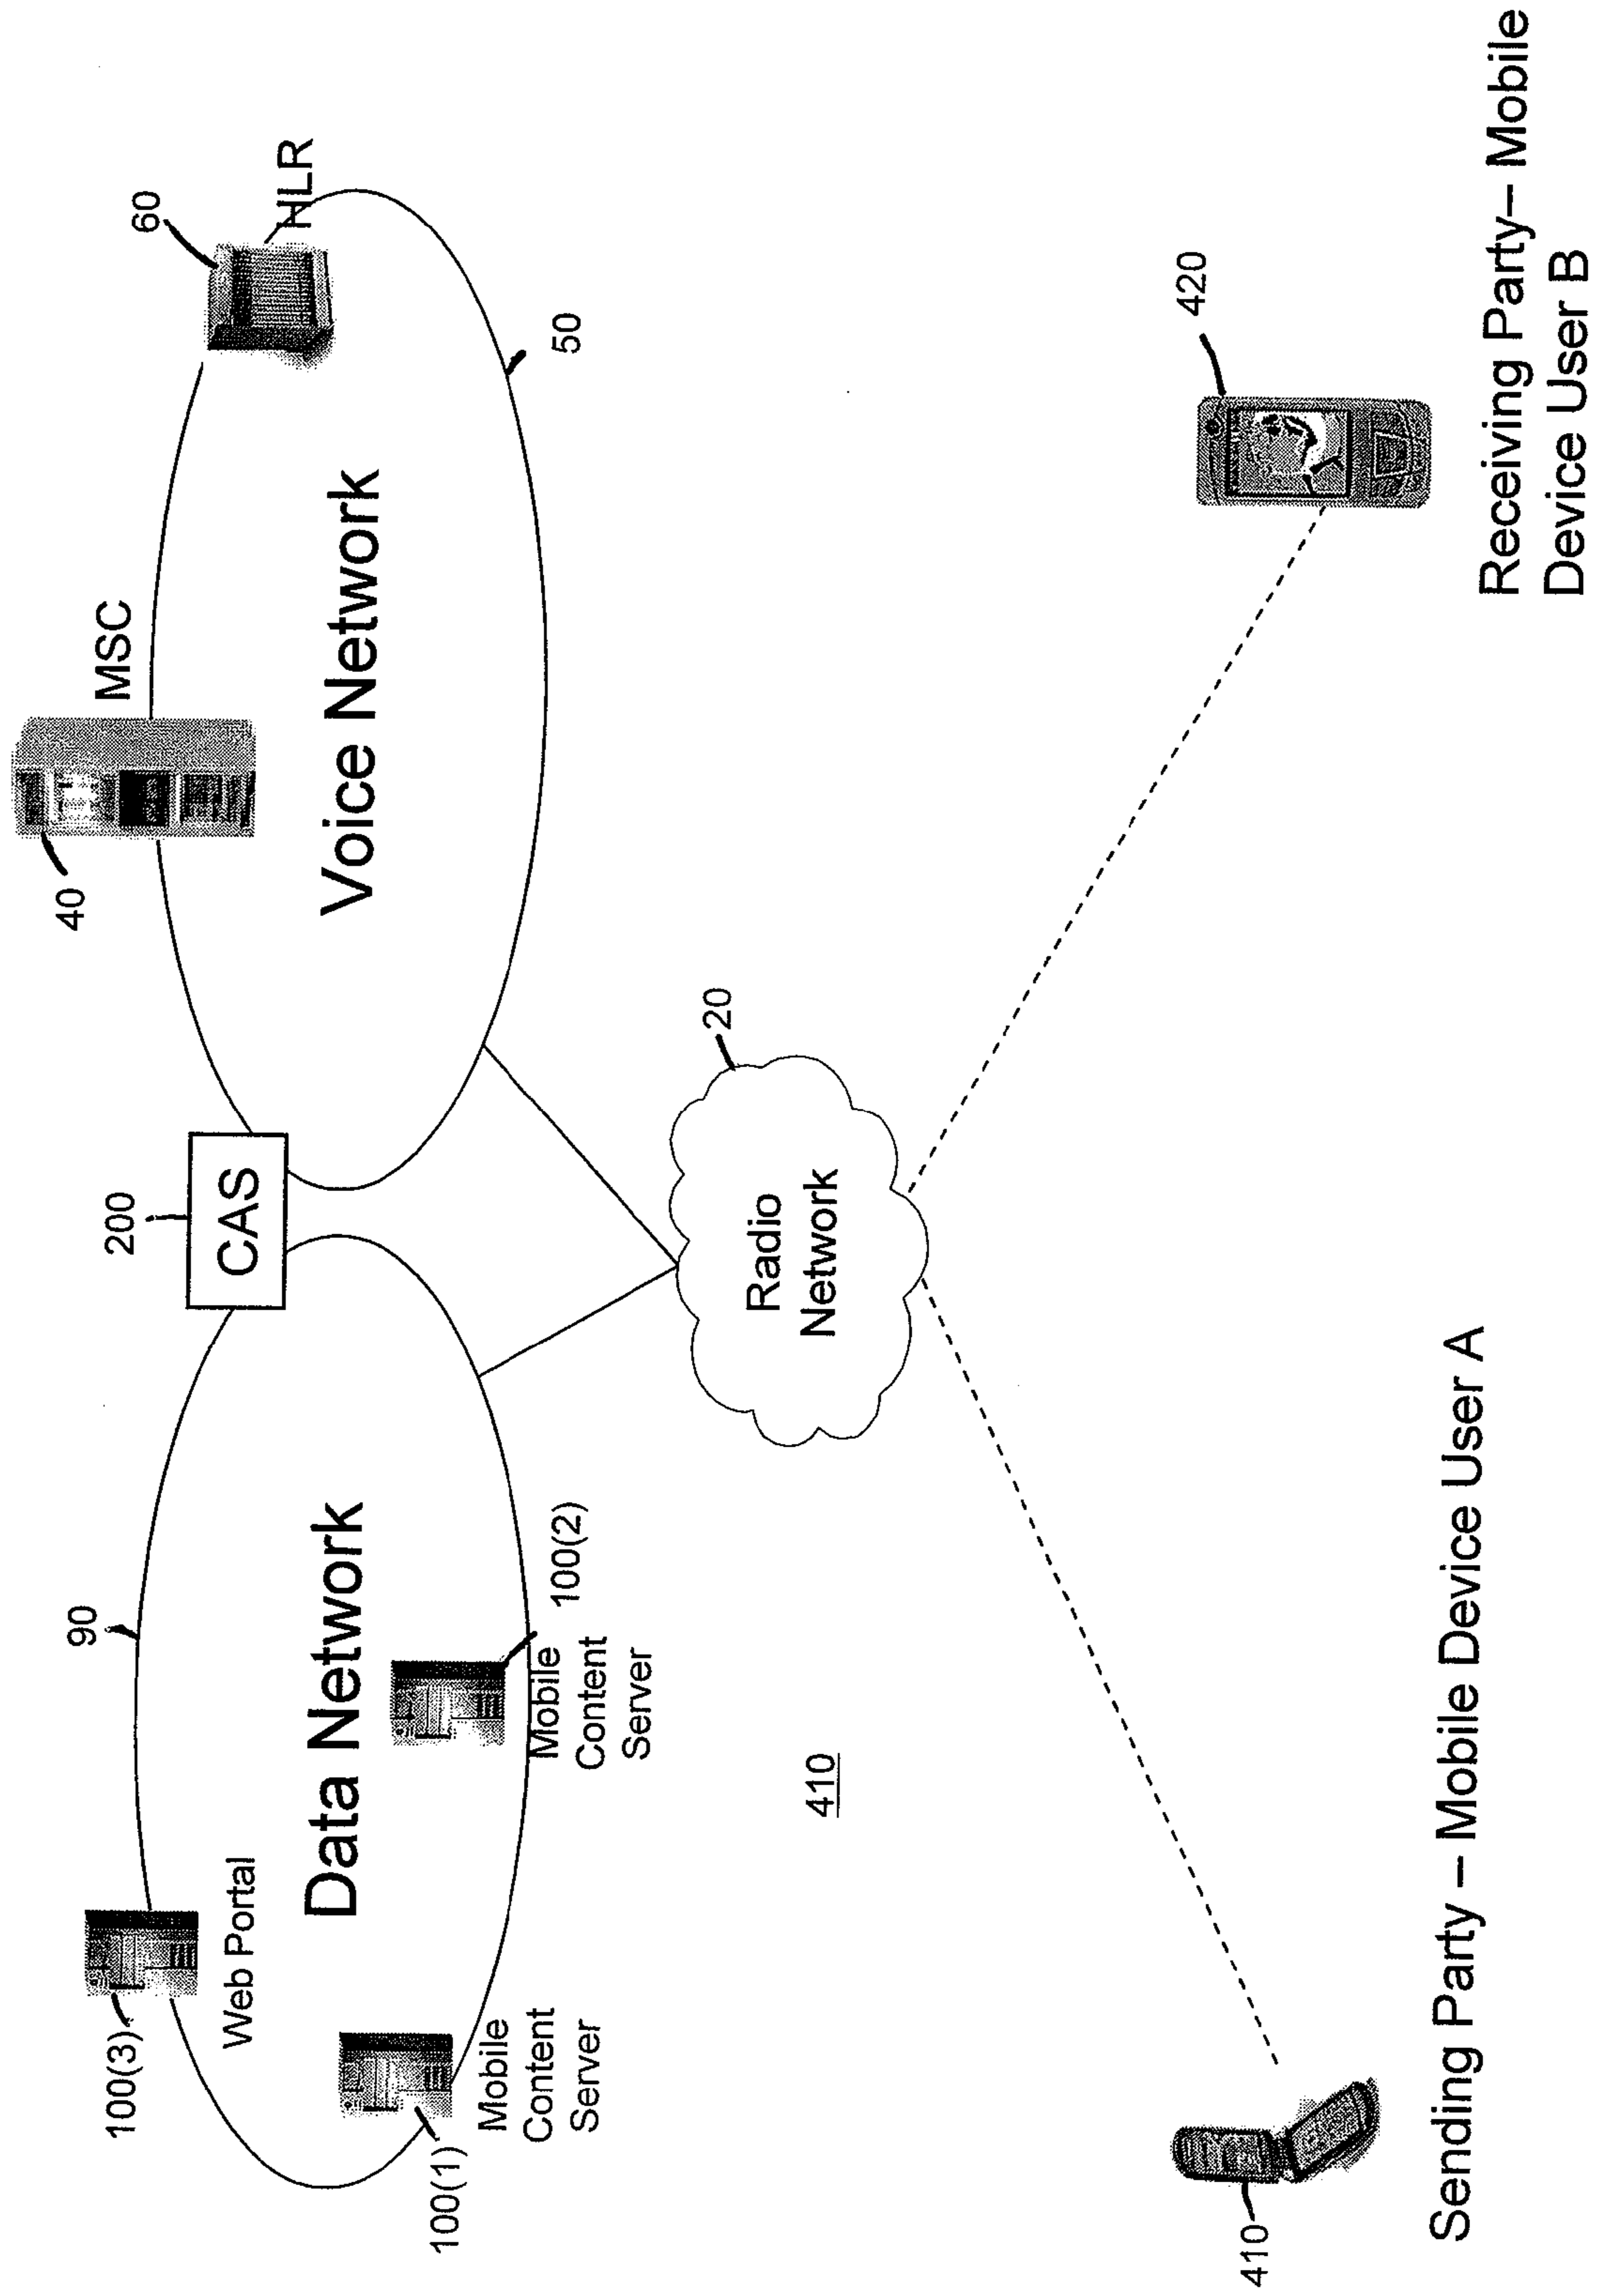 40
MSC
60
HLR
90
200
CAS
100(3)
Web Portal
Data Network
Voice Network
50
100(1)
Mobile
Content
Server
100(2)
Mobile
Content
Server
20
Radio
Network
410
420
410
Sending Party – Mobile Device User A
Receiving Party– Mobile
Device User B